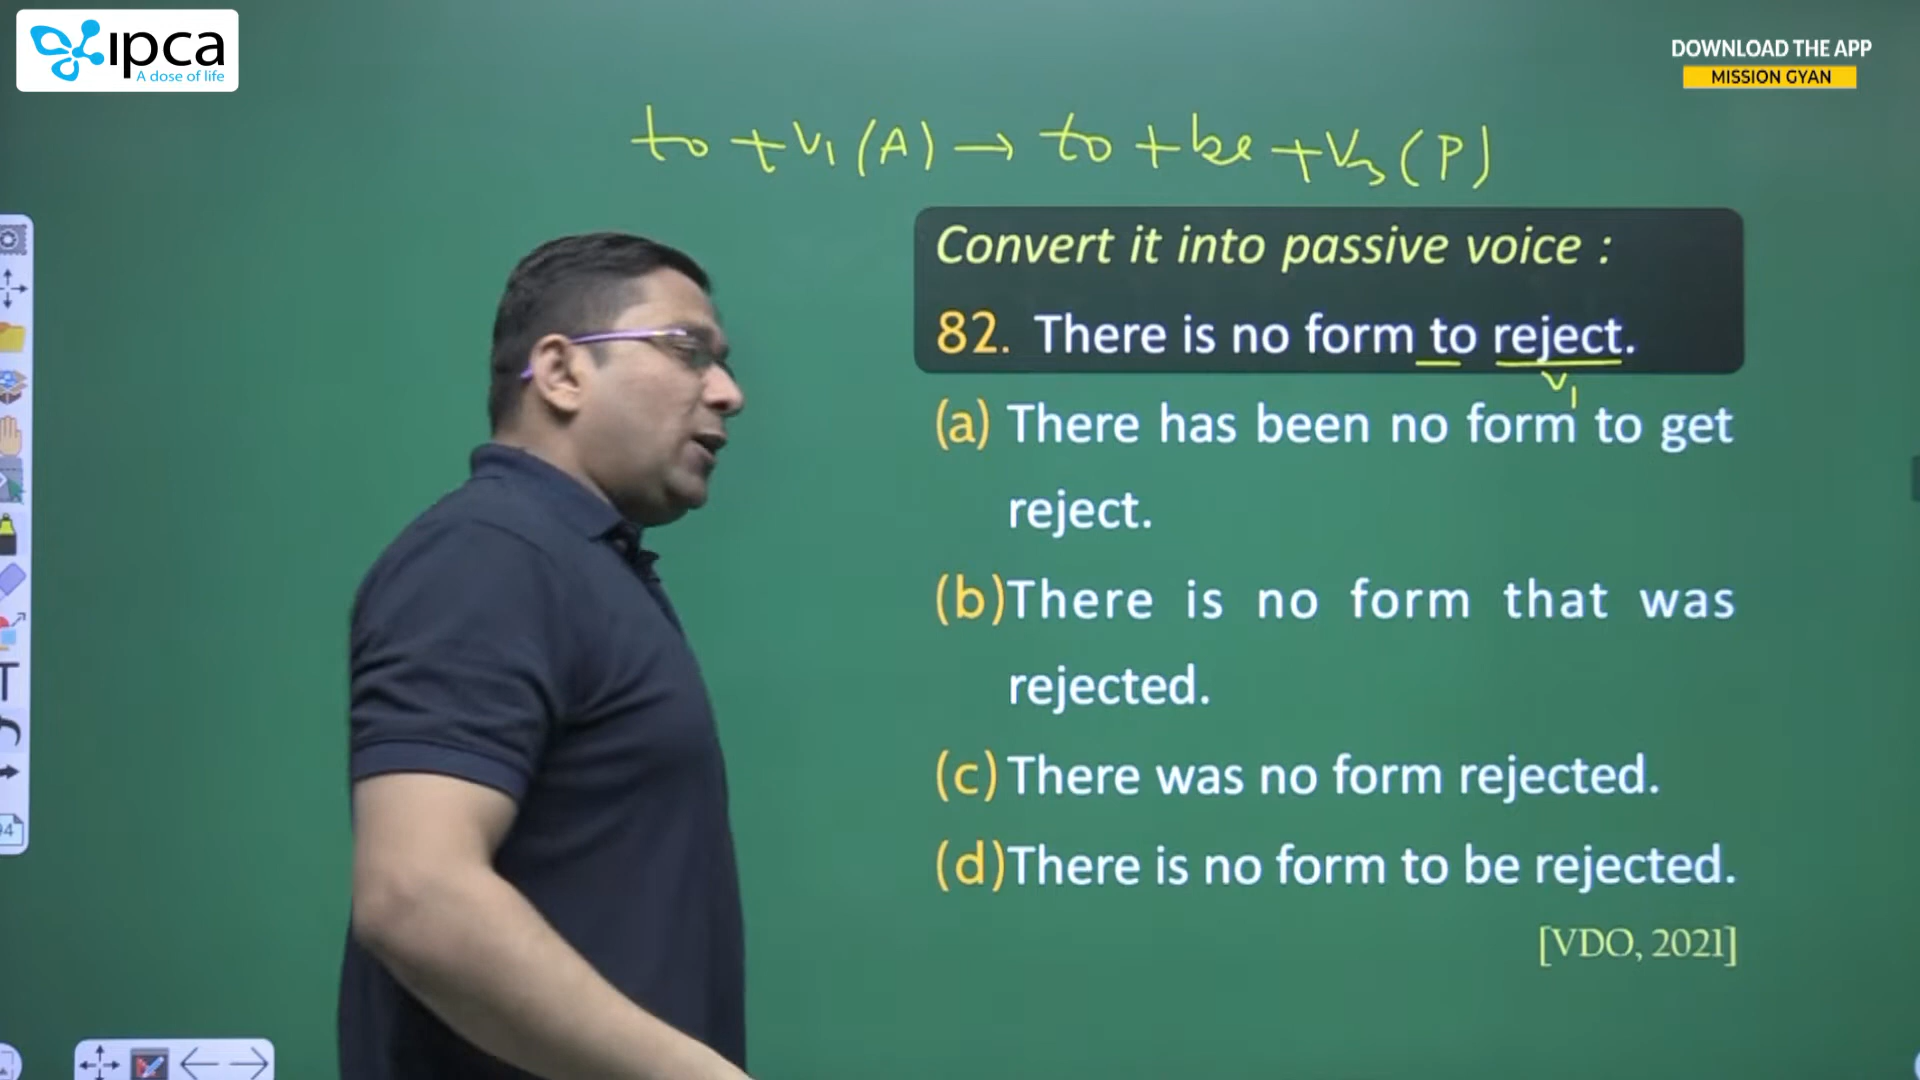 ipca
A dose of life
DOWNLOAD THE APP
MISSION GYAN
to + V1 (A) → to + be + V3 (P)
Convert it into passive voice :
82. There is no form to reject.
V1
(a) There has been no form to get
reject.
(b) There is no form that was
rejected.
(c) There was no form rejected.
(d) There is no form to be rejected.
[VDO, 2021]
T
94